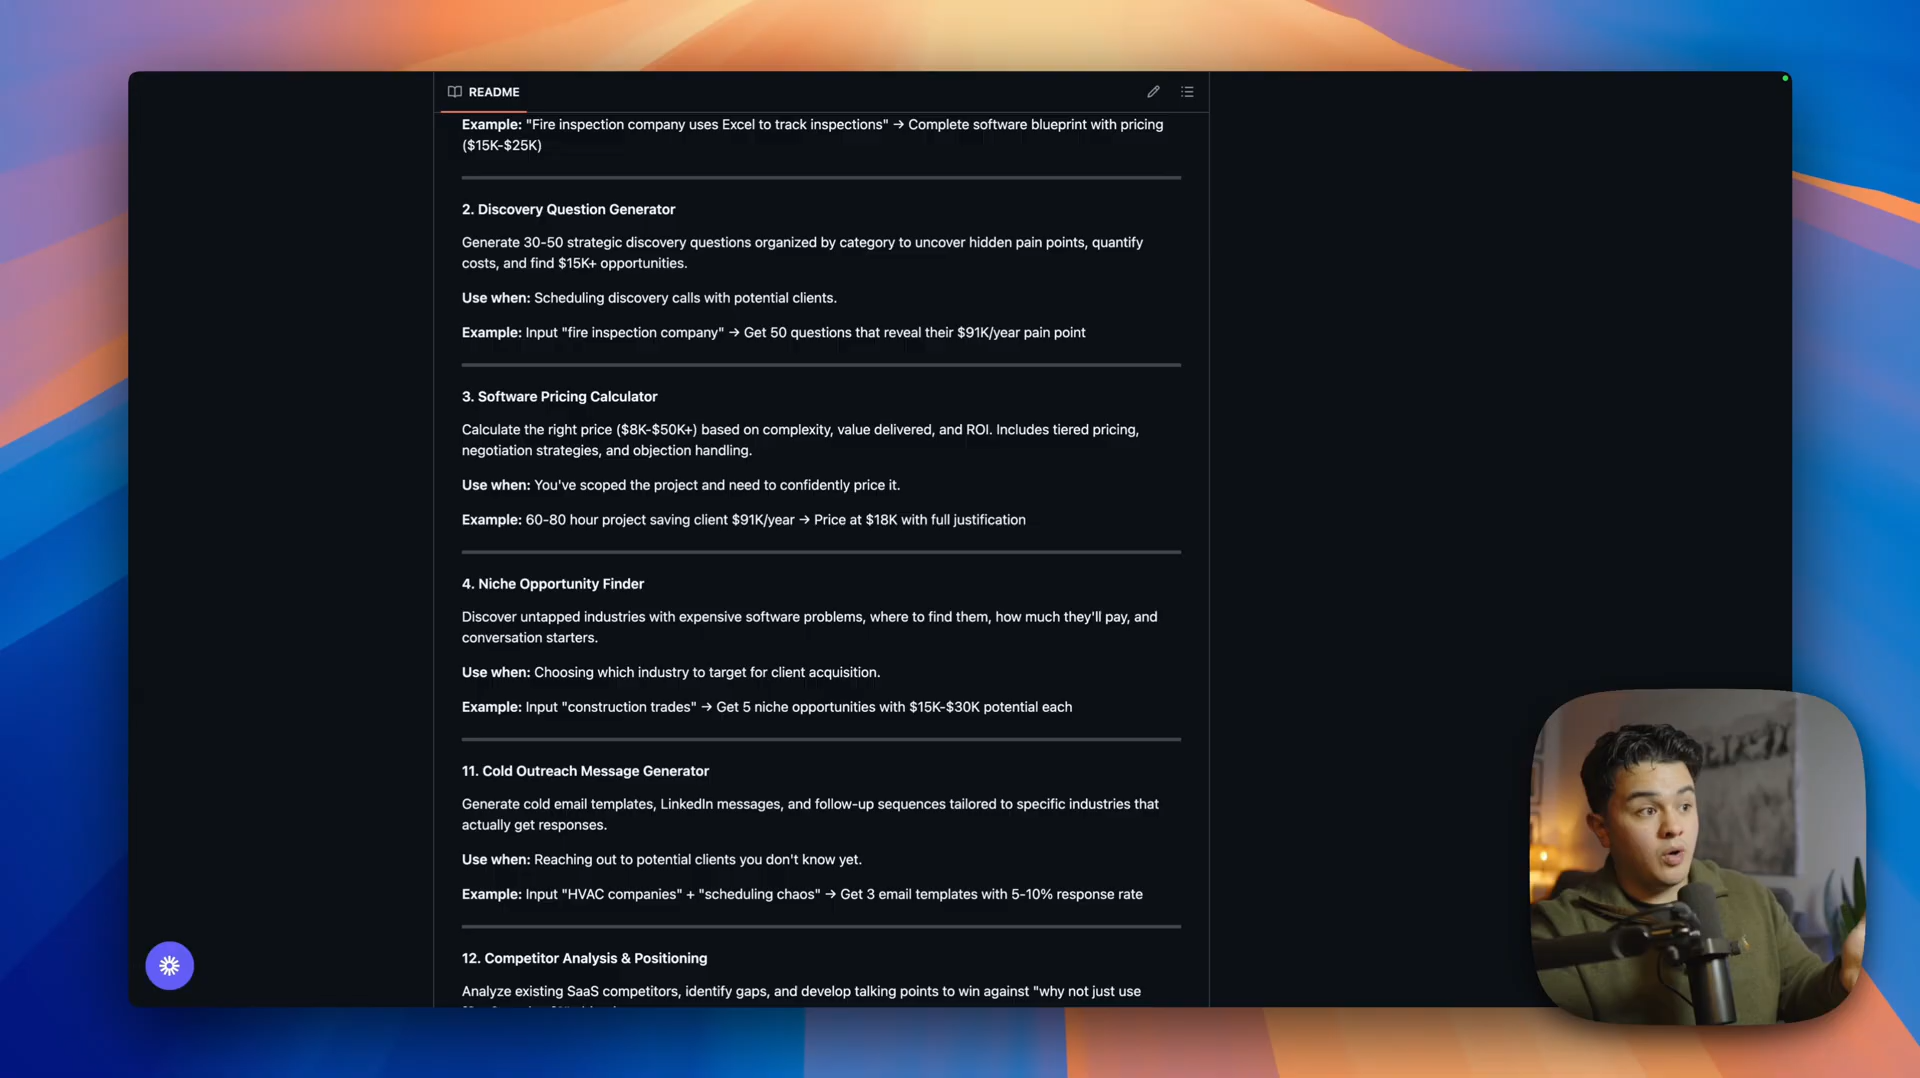 README
Example: "Fire inspection company uses Excel to track inspections" → Complete software blueprint with pricing
($15K-$25K)
2. Discovery Question Generator
Generate 30-50 strategic discovery questions organized by category to uncover hidden pain points, quantify
costs, and find $15K+ opportunities.
Use when: Scheduling discovery calls with potential clients.
Example: Input "fire inspection company" → Get 50 questions that reveal their $91K/year pain point
3. Software Pricing Calculator
Calculate the right price ($8K-$50K+) based on complexity, value delivered, and ROI. Includes tiered pricing,
negotiation strategies, and objection handling.
Use when: You've scoped the project and need to confidently price it.
Example: 60-80 hour project saving client $91K/year → Price at $18K with full justification
4. Niche Opportunity Finder
Discover untapped industries with expensive software problems, where to find them, how much they'll pay, and
conversation starters.
Use when: Choosing which industry to target for client acquisition.
Example: Input "construction trades" → Get 5 niche opportunities with $15K-$30K potential each
11. Cold Outreach Message Generator
Generate cold email templates, LinkedIn messages, and follow-up sequences tailored to specific industries that
actually get responses.
Use when: Reaching out to potential clients you don't know yet.
Example: Input "HVAC companies" + "scheduling chaos" → Get 3 email templates with 5-10% response rate
12. Competitor Analysis & Positioning
Analyze existing SaaS competitors, identify gaps, and develop talking points to win against "why not just use